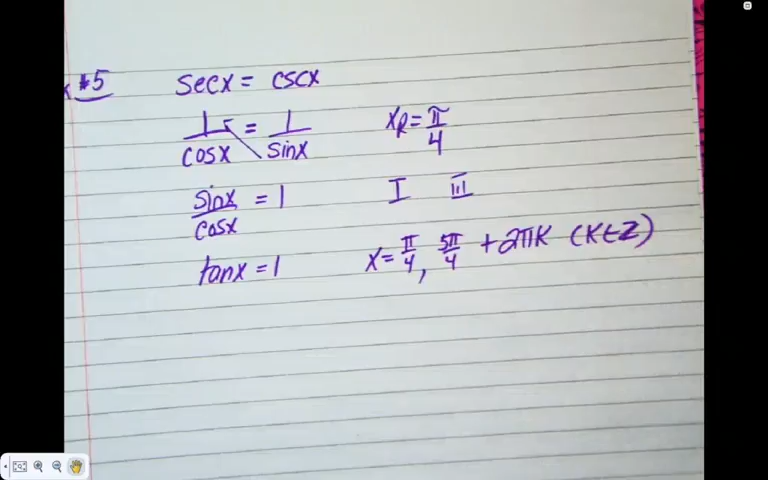 #5
secx = cscx
1/cosx = 1/sinx
sinx/cosx = 1
tanx = 1
xR = π/4
I III
x = π/4, 5π/4 + 2πK (K∈Z)